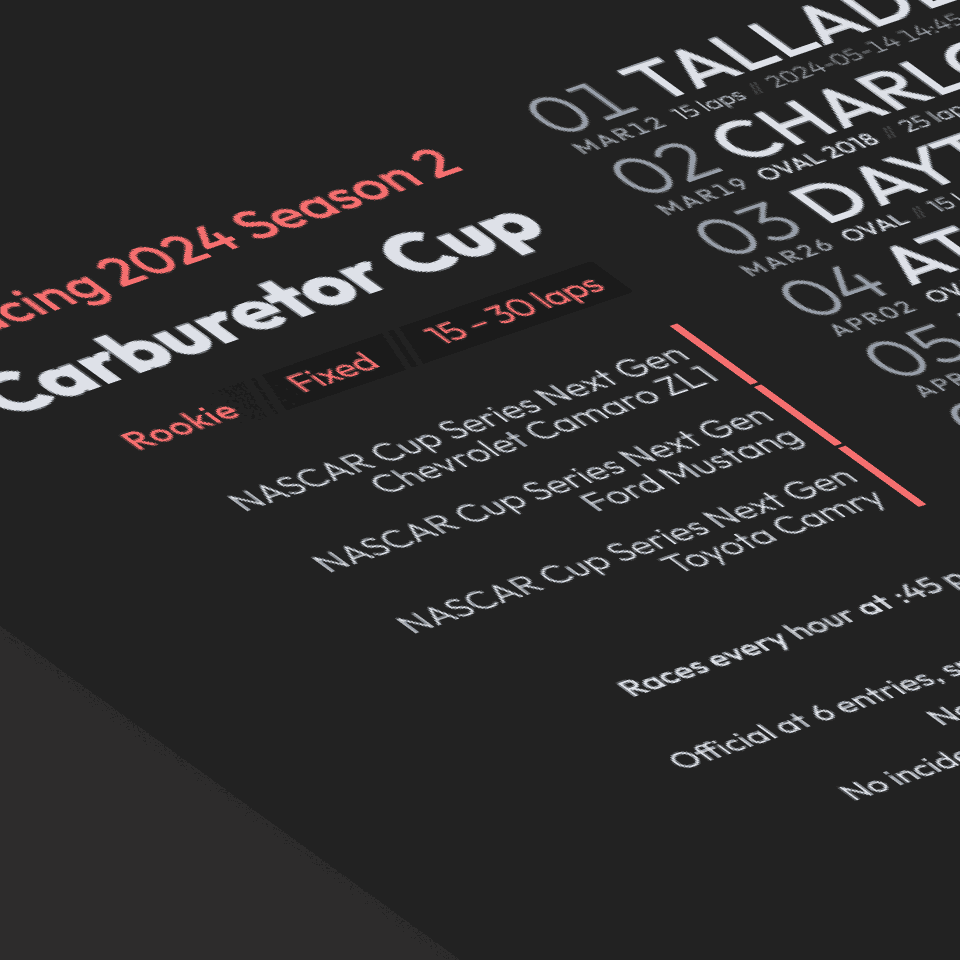 cing 2024 Season 2
Carburetor Cup
Rookie Fixed 15 – 30 laps
NASCAR Cup Series Next Gen
Chevrolet Camaro ZL1
NASCAR Cup Series Next Gen
Ford Mustang
NASCAR Cup Series Next Gen
Toyota Camry
Races every hour at :45 p
Official at 6 entries, s
No incide
01 TALLADE
MAR12 15 laps // 2024-05-14 14:45
02 CHARLO
MAR19 OVAL 2018 // 25 lap
03 DAYT
MAR26 OVAL // 15 l
04 AT
APR02 OV
05
APR